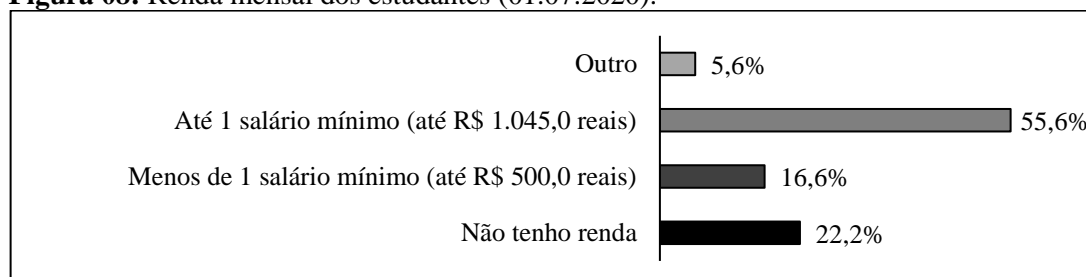 Figura 08: Renda mensal dos estudantes (01.07.2020).
Outro 5,6%
Até 1 salário mínimo (até R$ 1.045,0 reais) 55,6%
Menos de 1 salário mínimo (até R$ 500,0 reais) 16,6%
Não tenho renda 22,2%